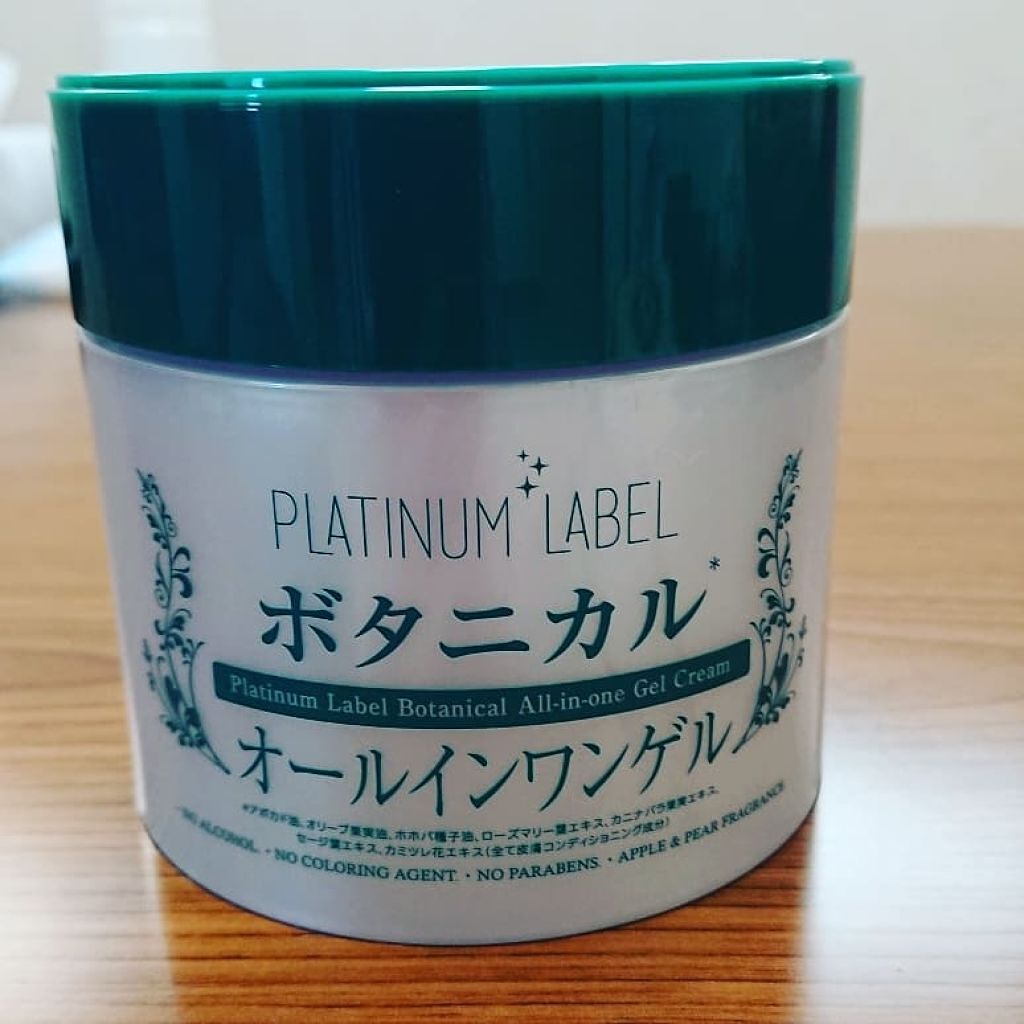 PLATINUM LABEL
ボタニカル*
Platinum Label Botanical All-in-one Gel Cream
オールインワンゲル
*アボカド油、オリーブ果実油、ホホバ種子油、ローズマリー葉エキス、カニナバラ果実エキス、
セージ葉エキス、カミツレ花エキス(全て皮膚コンディショニング成分)
NO ALCOHOL. ・ NO COLORING AGENT. ・ NO PARABENS. ・ APPLE & PEAR FRAGRANCE